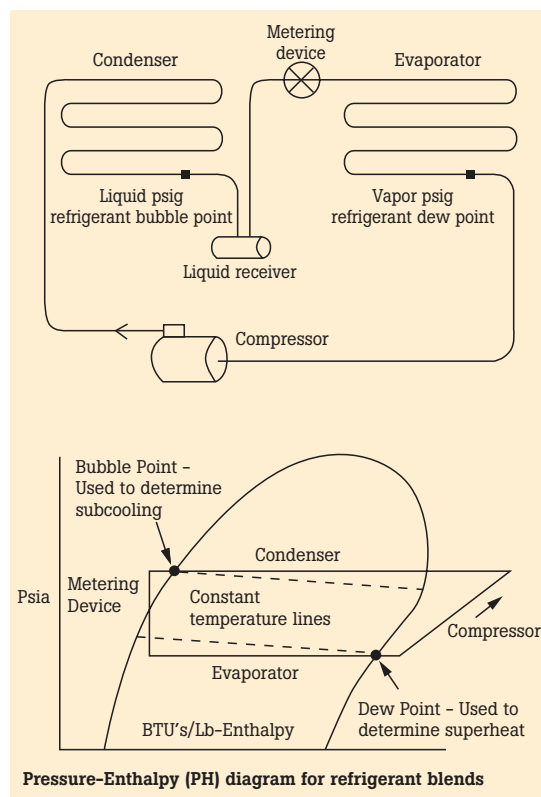 Metering
device
Condenser
Evaporator
Liquid psig
refrigerant bubble point
Vapor psig
refrigerant dew point
Liquid receiver
Compressor
Bubble Point –
Used to determine
subcooling
Condenser
Psia
Metering
Device
Constant
temperature lines
Compressor
Evaporator
Dew Point – Used to
determine superheat
BTU's/Lb–Enthalpy
Pressure–Enthalpy (PH) diagram for refrigerant blends